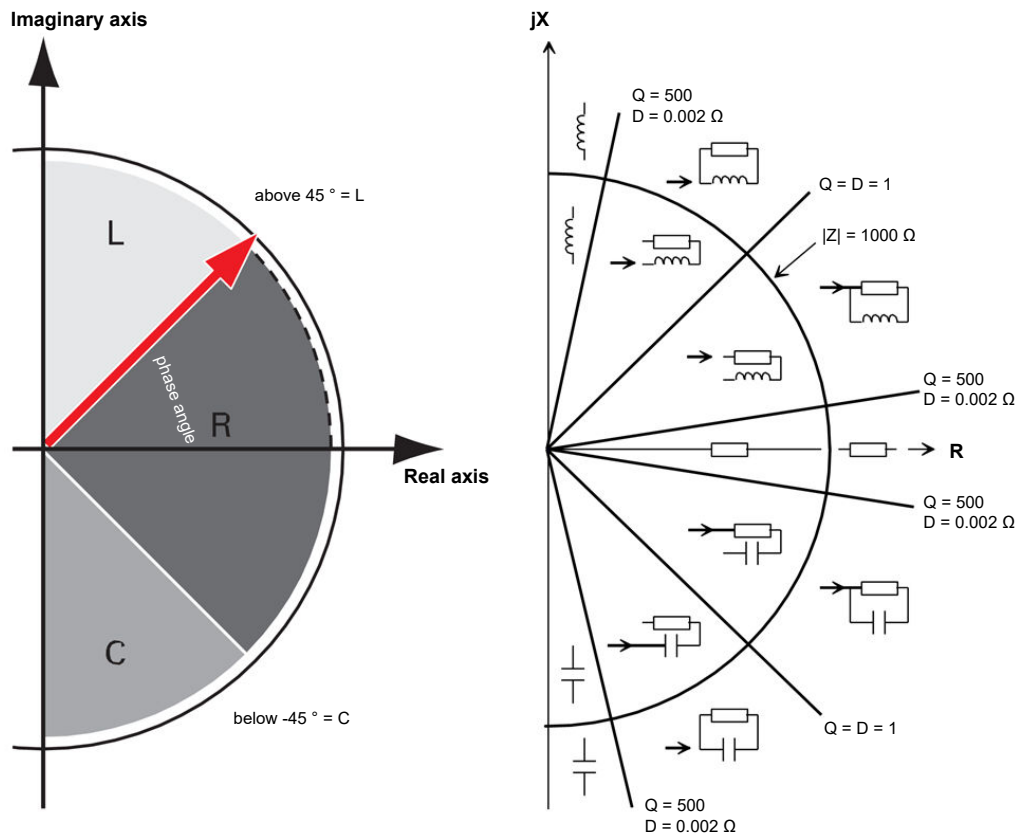 Imaginary axis
above 45 ° = L
L
phase angle
R
Real axis
C
below -45 ° = C
jX
Q = 500
D = 0.002 Ω
Q = D = 1
|Z| = 1000 Ω
Q = 500
D = 0.002 Ω
R
Q = 500
D = 0.002 Ω
Q = D = 1
Q = 500
D = 0.002 Ω